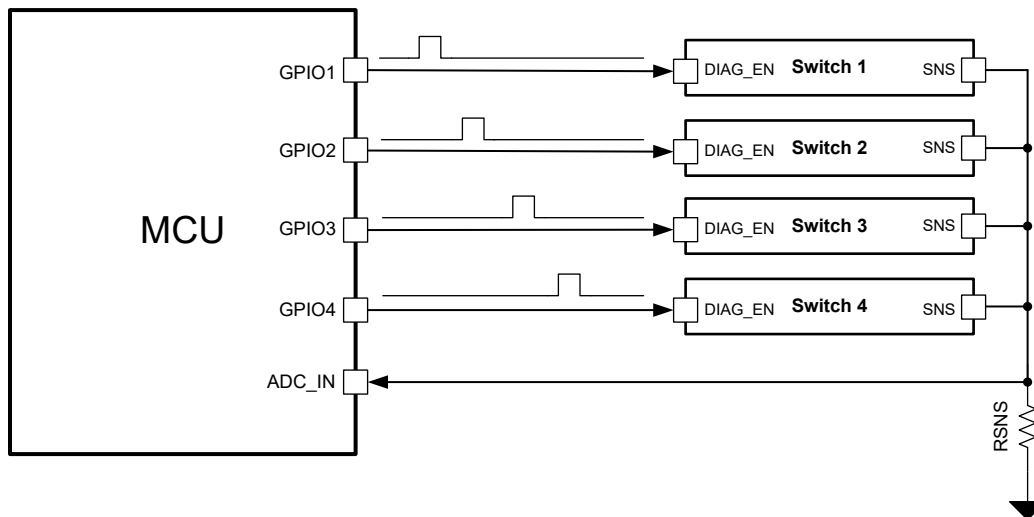 GPIO1
DIAG_EN Switch 1 SNS
GPIO2
DIAG_EN Switch 2 SNS
MCU
GPIO3
DIAG_EN Switch 3 SNS
GPIO4
DIAG_EN Switch 4 SNS
ADC_IN
RSNS